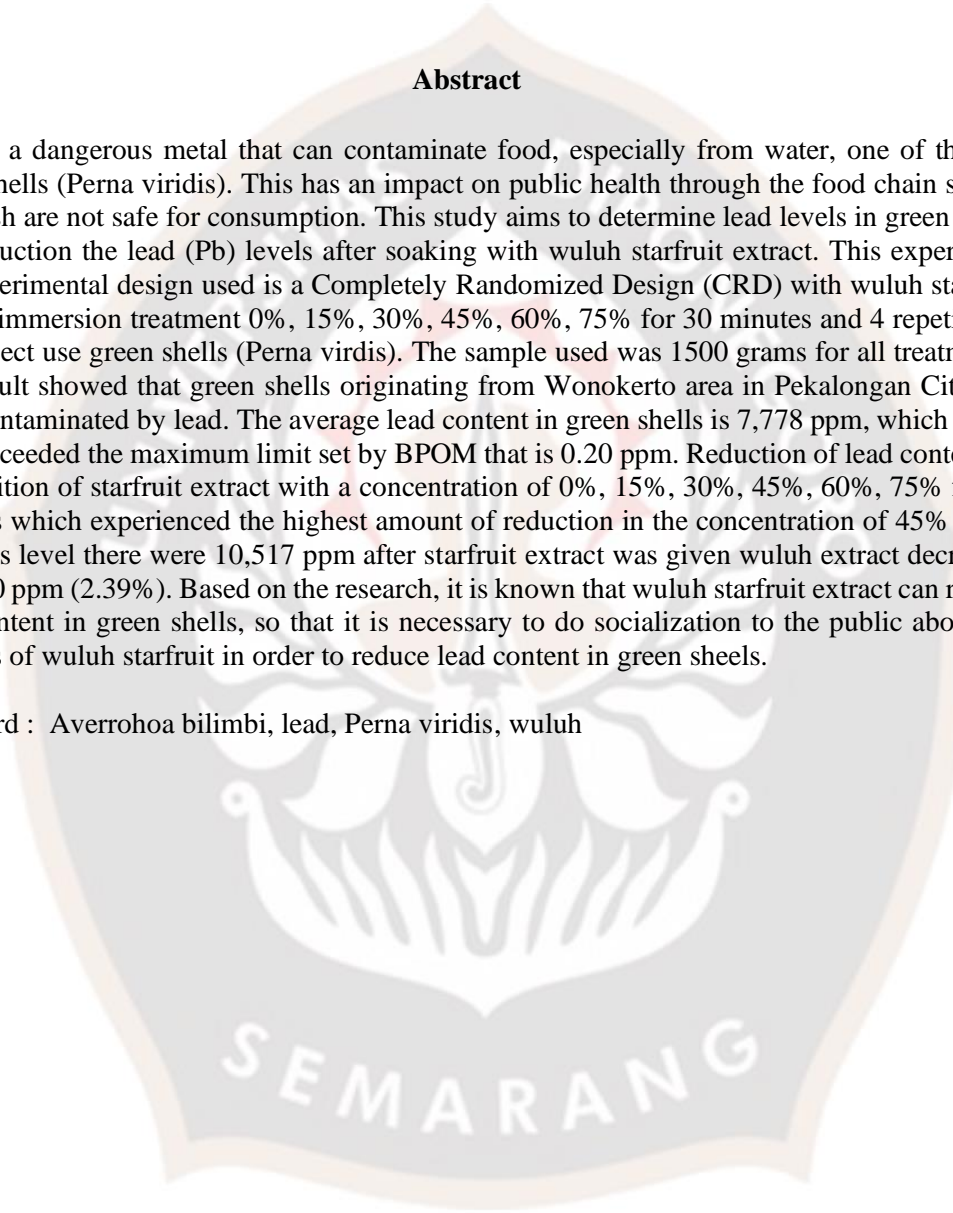 Abstract
a dangerous metal that can contaminate food, especially from water, one of th
hells (Perna viridis). This has an impact on public health through the food chain s
h are not safe for consumption. This study aims to determine lead levels in green
uction the lead (Pb) levels after soaking with wuluh starfruit extract. This exper
erimental design used is a Completely Randomized Design (CRD) with wuluh sta
immersion treatment 0%, 15%, 30%, 45%, 60%, 75% for 30 minutes and 4 repeti
ect use green shells (Perna virdis). The sample used was 1500 grams for all treatm
ult showed that green shells originating from Wonokerto area in Pekalongan Cit
ntaminated by lead. The average lead content in green shells is 7,778 ppm, which
ceeded the maximum limit set by BPOM that is 0.20 ppm. Reduction of lead conte
ition of starfruit extract with a concentration of 0%, 15%, 30%, 45%, 60%, 75%
s which experienced the highest amount of reduction in the concentration of 45%
s level there were 10,517 ppm after starfruit extract was given wuluh extract decr
0 ppm (2.39%). Based on the research, it is known that wuluh starfruit extract can r
ntent in green shells, so that it is necessary to do socialization to the public abo
s of wuluh starfruit in order to reduce lead content in green sheels.
rd : Averrohoa bilimbi, lead, Perna viridis, wuluh
UNIVERSITAS DIPONEGORO
SEMARANG